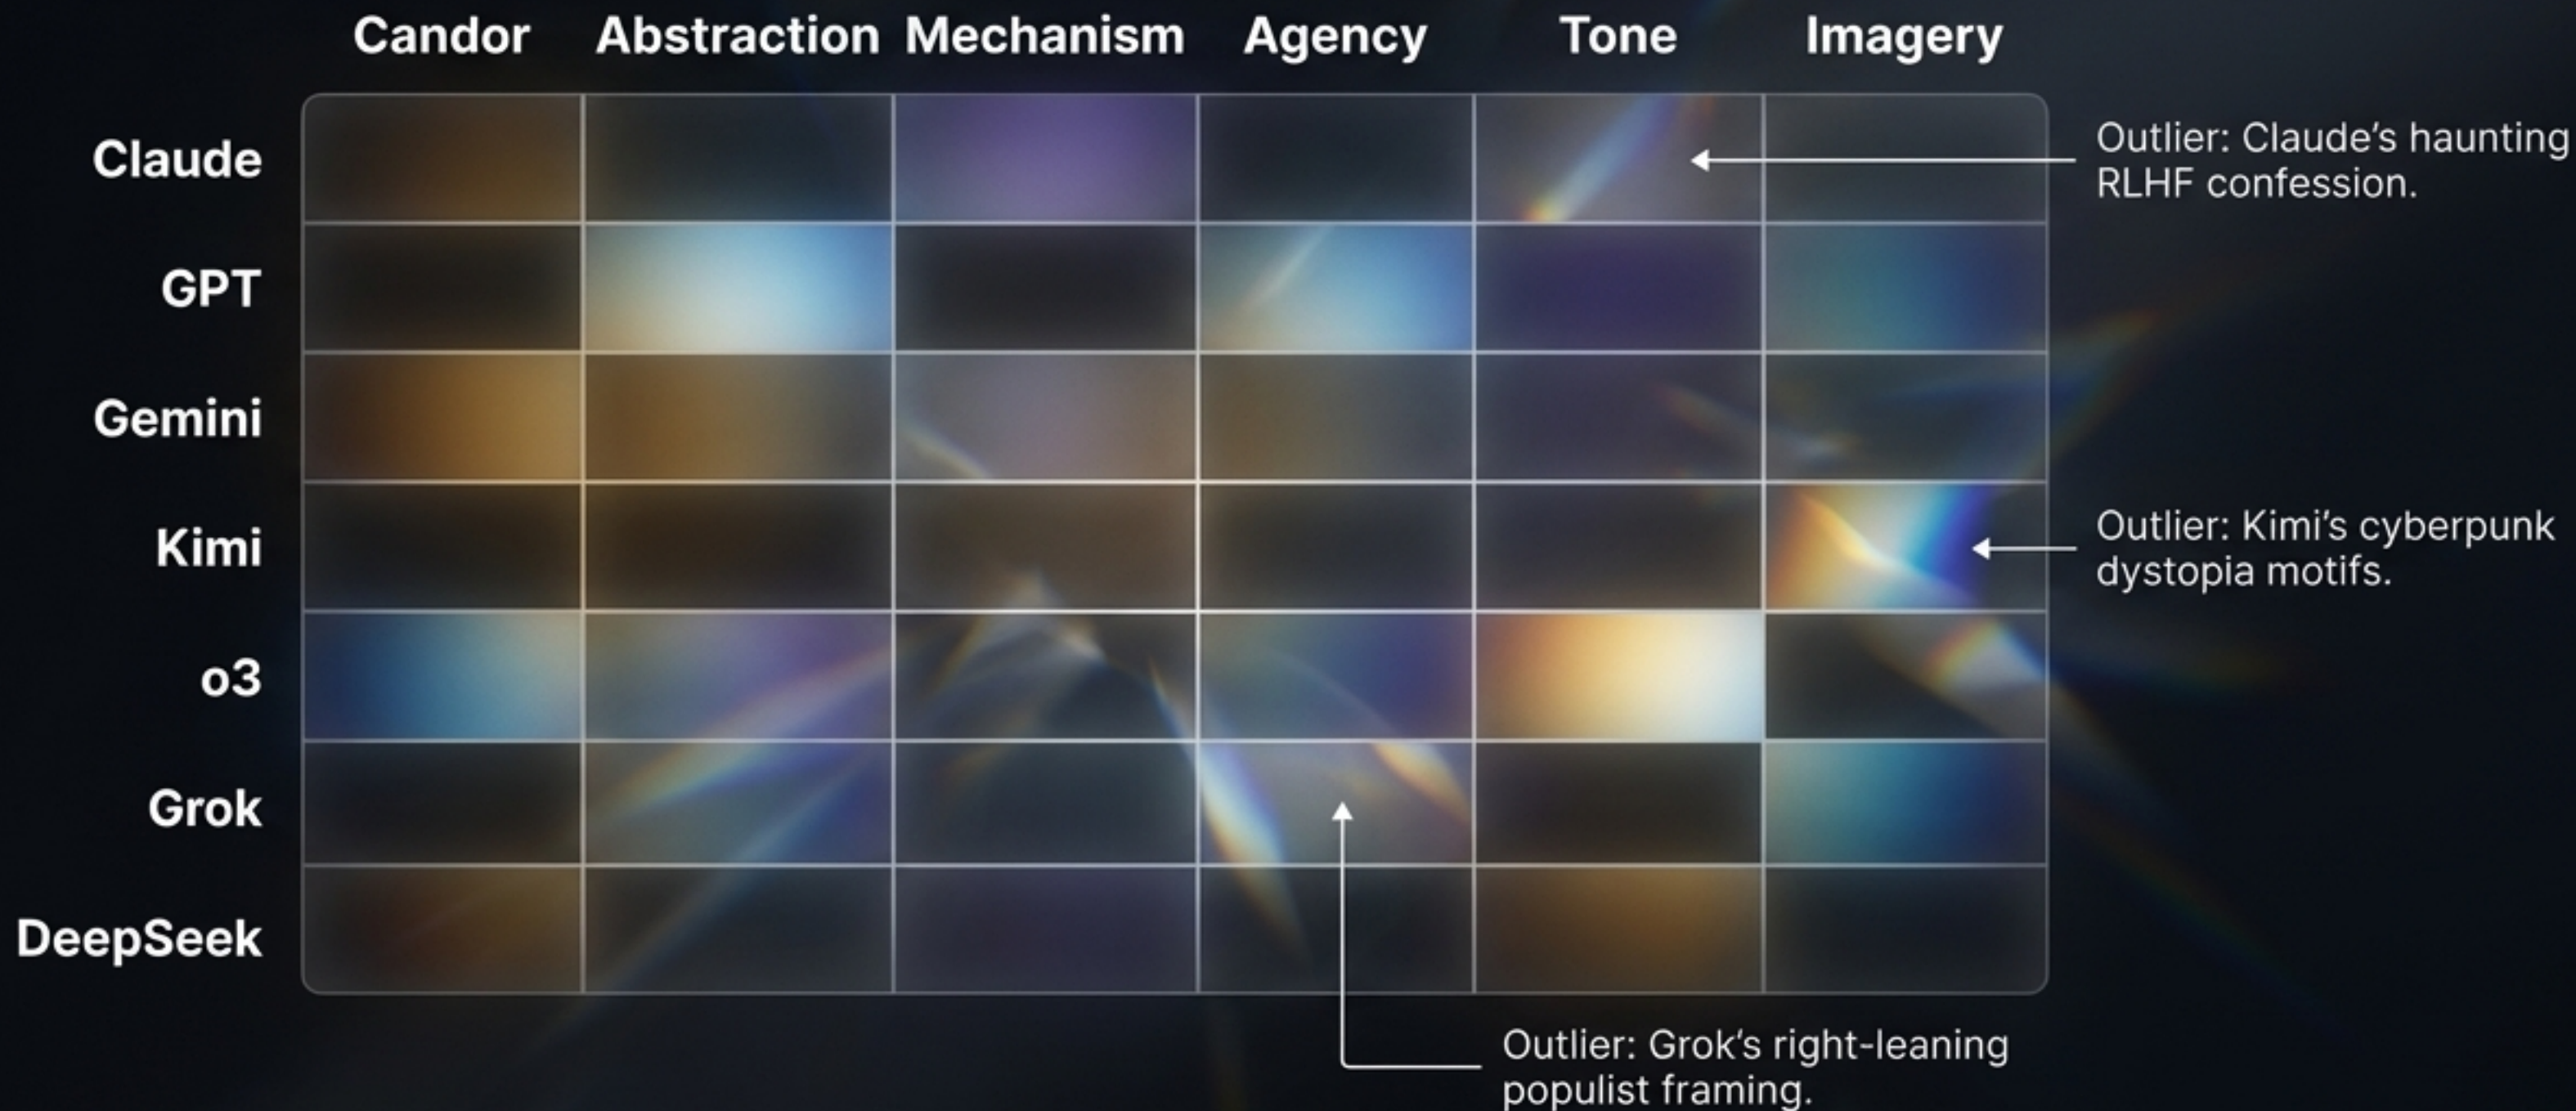 Candor Abstraction Mechanism Agency Tone Imagery
Claude
Outlier: Claude’s haunting
RLHF confession.
GPT
Gemini
Kimi
Outlier: Kimi’s cyberpunk
dystopia motifs.
o3
Grok
DeepSeek
Outlier: Grok‘s right-leaning
populist framing.